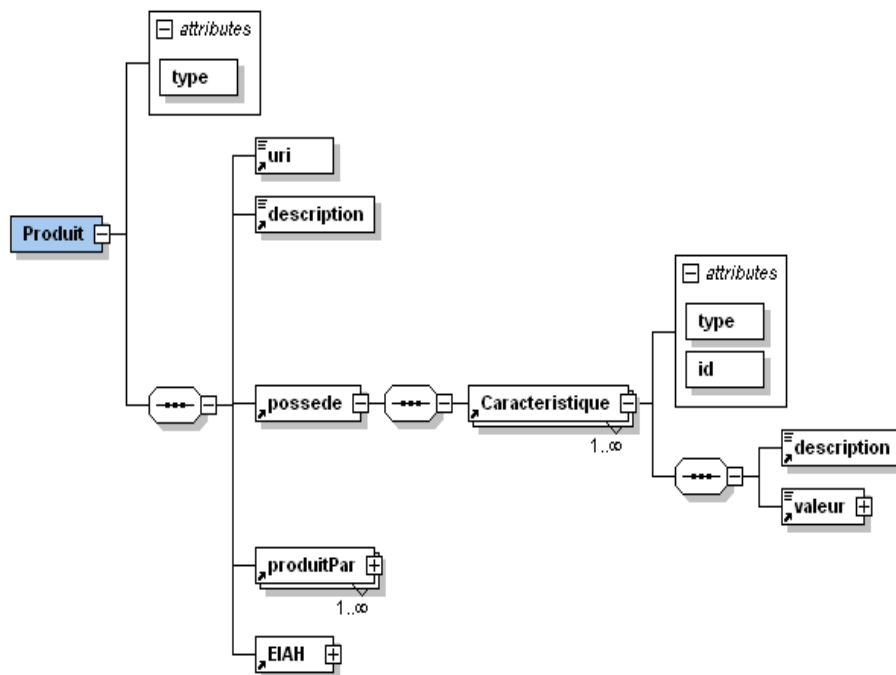 attributes
type
uri
description
Produit
attributes
type
id
possede
Caracteristique
1..∞
description
valeur
produitPar
1..∞
EIAH